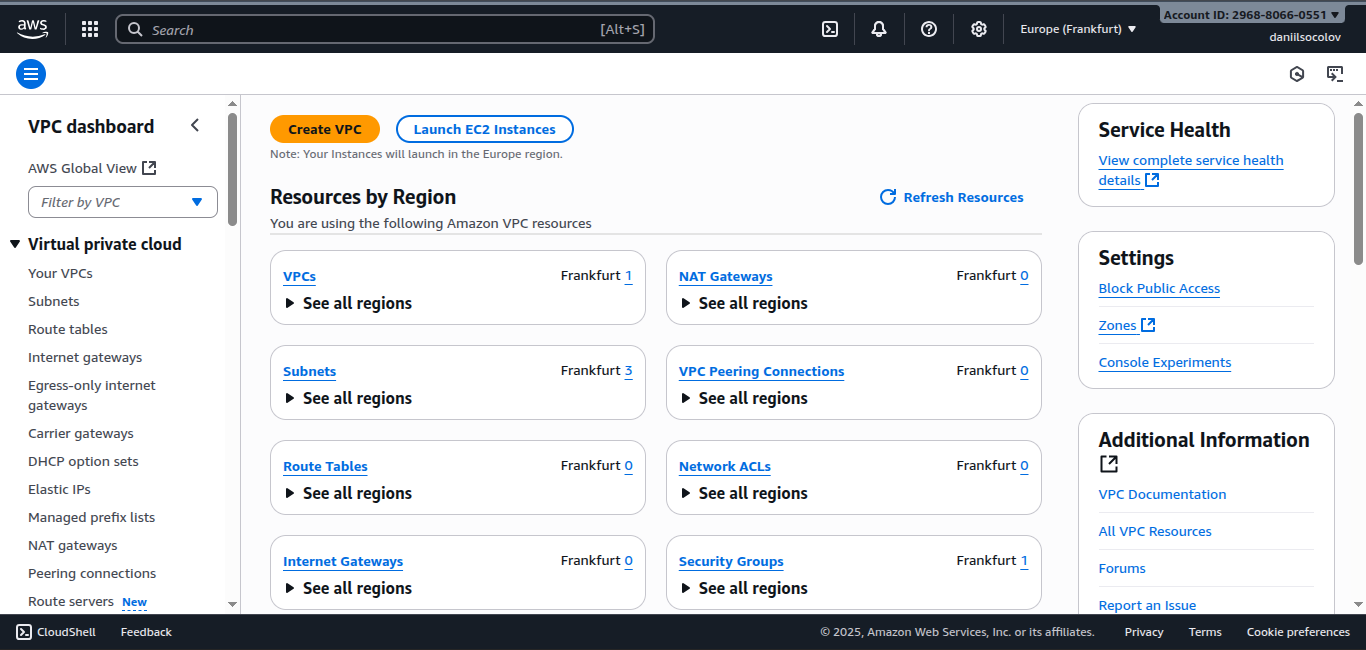 aws
Search
[Alt+S]
Europe (Frankfurt)
Account ID: 2968-8066-0551
daniilsocolov
VPC dashboard
AWS Global View
Filter by VPC
Virtual private cloud
Your VPCs
Subnets
Route tables
Internet gateways
Egress-only internet
gateways
Carrier gateways
DHCP option sets
Elastic IPs
Managed prefix lists
NAT gateways
Peering connections
Route servers New
Create VPC
Launch EC2 Instances
Note: Your Instances will launch in the Europe region.
Resources by Region
Refresh Resources
You are using the following Amazon VPC resources
VPCs
Frankfurt 1
See all regions
NAT Gateways
Frankfurt 0
See all regions
Subnets
Frankfurt 3
See all regions
VPC Peering Connections
Frankfurt 0
See all regions
Route Tables
Frankfurt 0
See all regions
Network ACLs
Frankfurt 0
See all regions
Internet Gateways
Frankfurt 0
See all regions
Security Groups
Frankfurt 1
See all regions
Service Health
View complete service health
details
Settings
Block Public Access
Zones
Console Experiments
Additional Information
VPC Documentation
All VPC Resources
Forums
Report an Issue
CloudShell
Feedback
© 2025, Amazon Web Services, Inc. or its affiliates.
Privacy
Terms
Cookie preferences